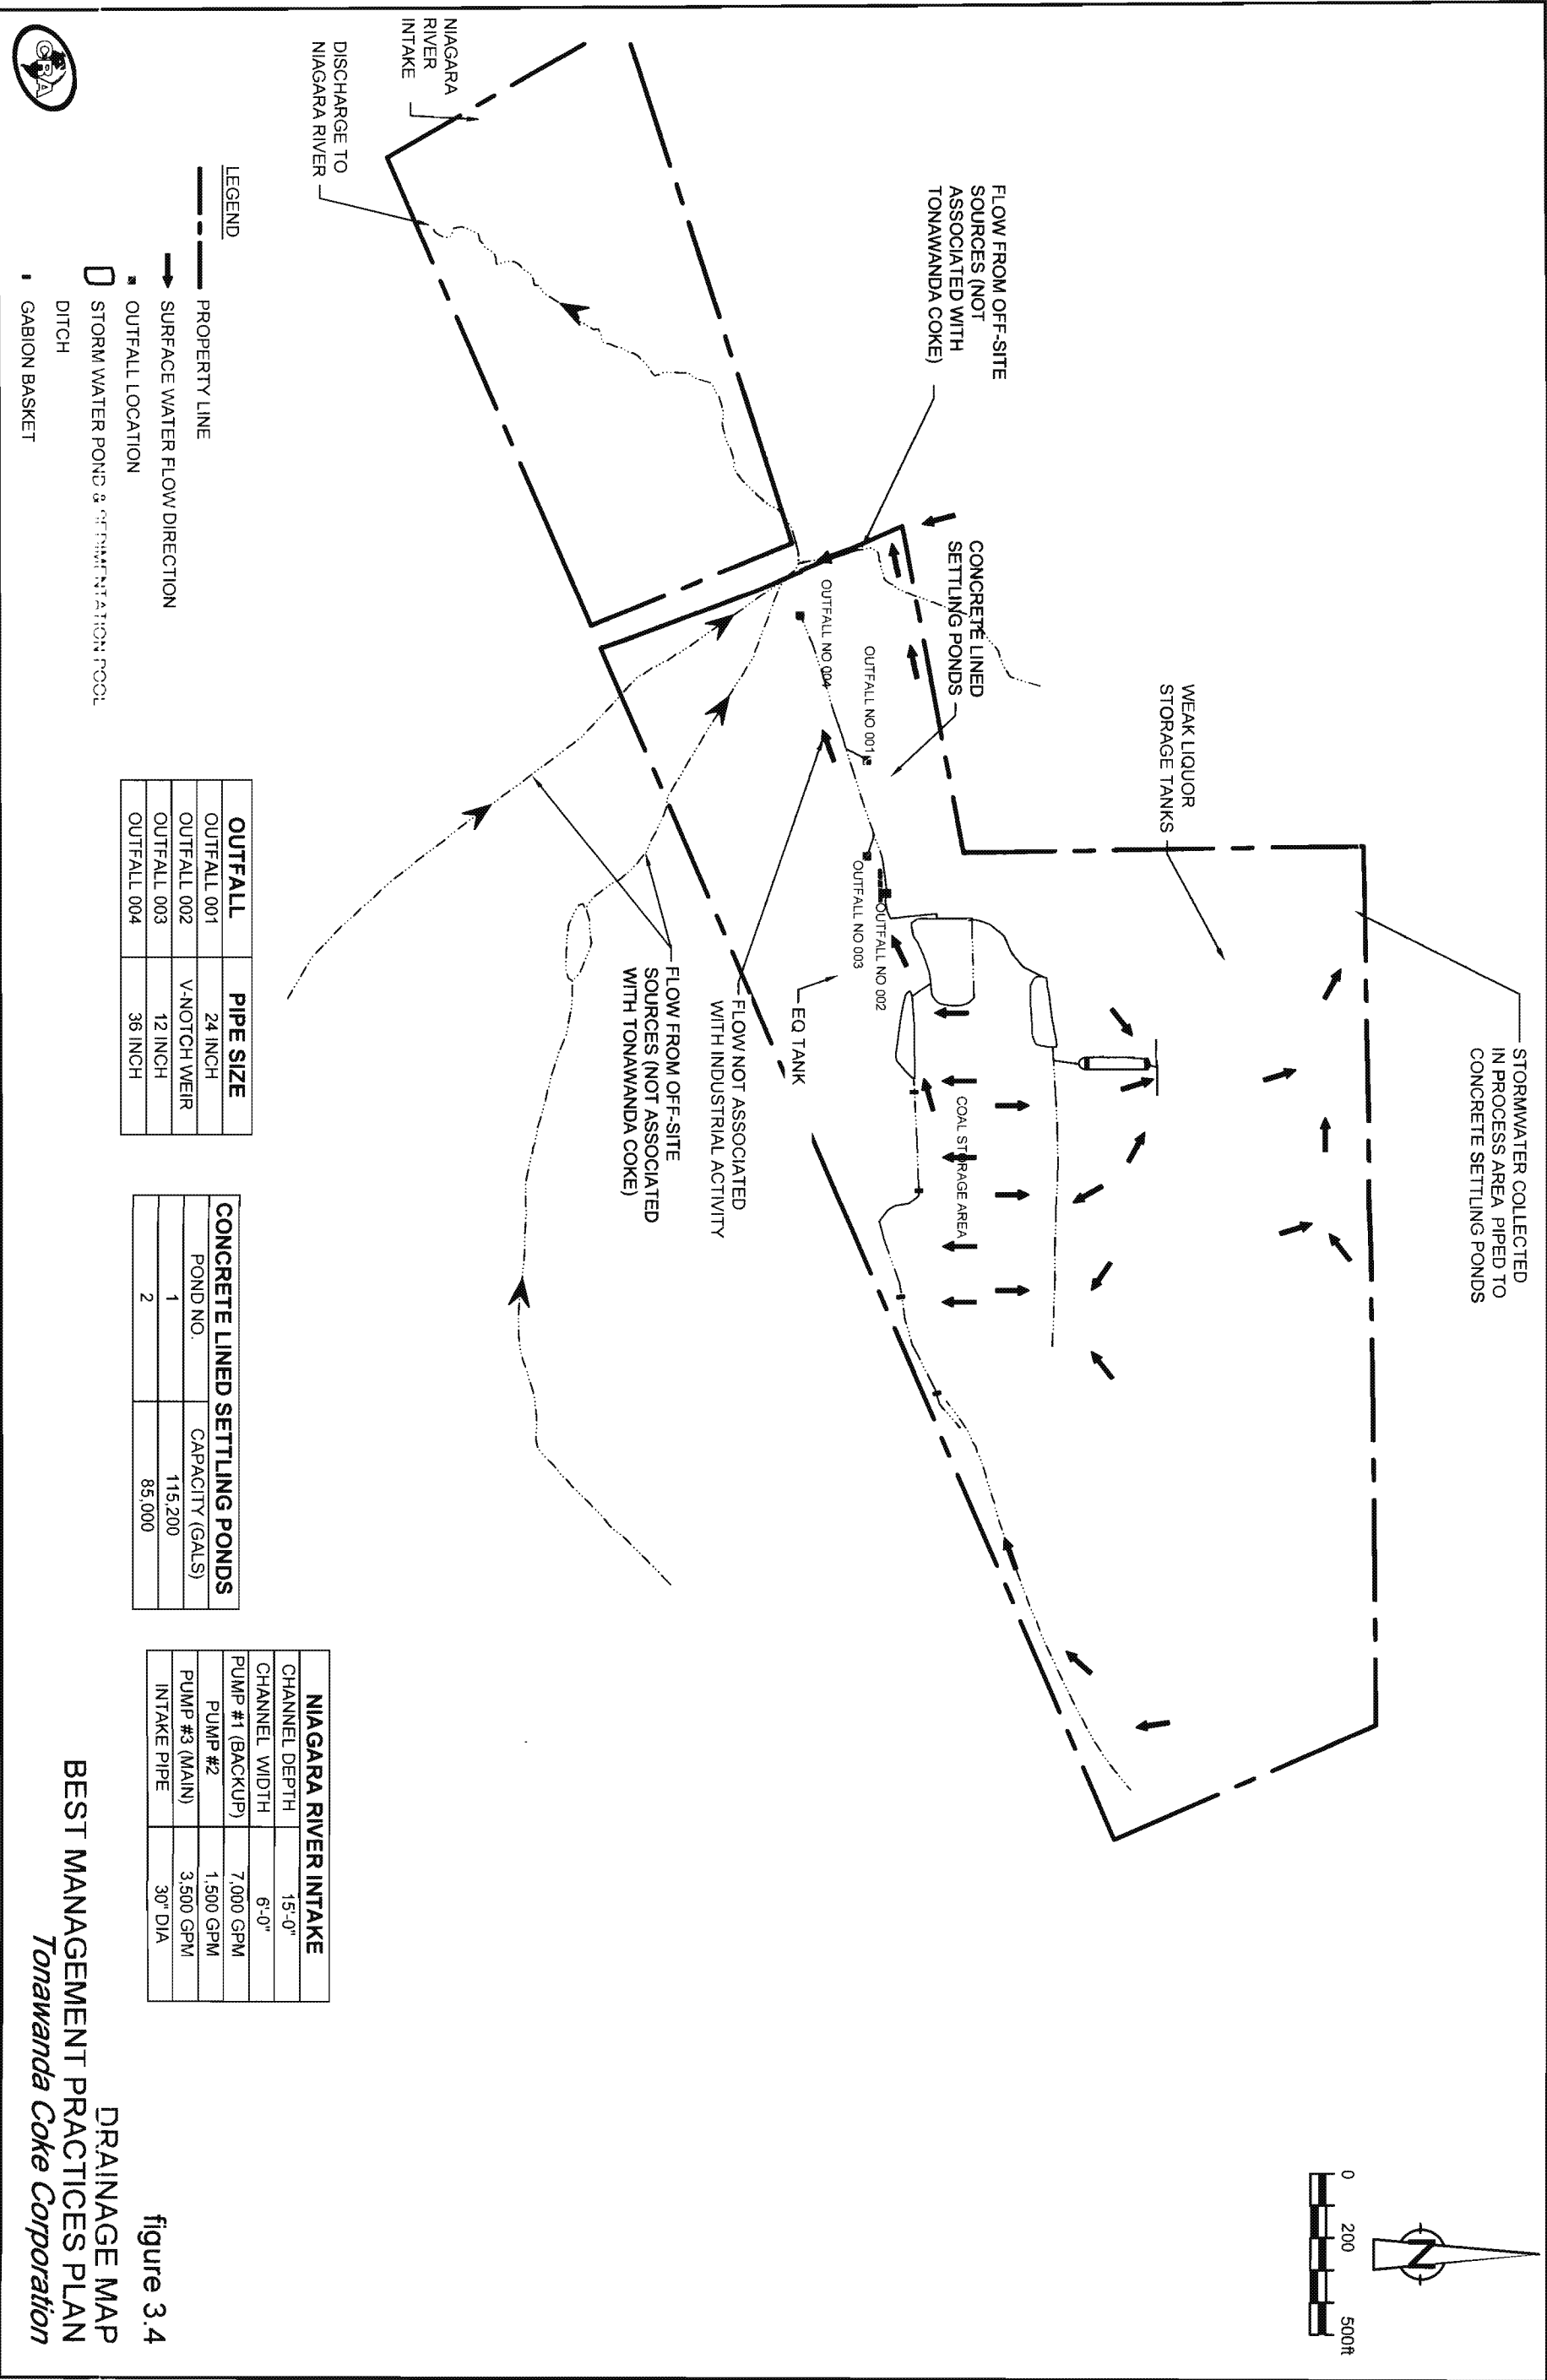 STORMWATER COLLECTED
IN PROCESS AREA PIPED TO
CONCRETE SETTLING PONDS
0 200 500ft
N
WEAK LIQUOR
STORAGE TANKS
FLOW FROM OFF-SITE
SOURCES (NOT
ASSOCIATED WITH
TONAWANDA COKE)
CONCRETE LINED
SETTLING PONDS
COAL STORAGE AREA
OUTFALL NO 001
OUTFALL NO 002
OUTFALL NO 003
OUTFALL NO 004
EQ TANK
FLOW NOT ASSOCIATED
WITH INDUSTRIAL ACTIVITY
FLOW FROM OFF-SITE
SOURCES (NOT ASSOCIATED
WITH TONAWANDA COKE)
NIAGARA
RIVER
INTAKE
DISCHARGE TO
NIAGARA RIVER
LEGEND
PROPERTY LINE
SURFACE WATER FLOW DIRECTION
OUTFALL LOCATION
STORM WATER POND & SEDIMENTATION POOL
DITCH
GABION BASKET
OUTFALL PIPE SIZE
OUTFALL 001 24 INCH
OUTFALL 002 V-NOTCH WEIR
OUTFALL 003 12 INCH
OUTFALL 004 36 INCH
CONCRETE LINED SETTLING PONDS
POND NO. CAPACITY (GALS)
1 115,200
2 85,000
NIAGARA RIVER INTAKE
CHANNEL DEPTH 15'-0"
CHANNEL WIDTH 6'-0"
PUMP #1 (BACKUP) 7,000 GPM
PUMP #2 1,500 GPM
PUMP #3 (MAIN) 3,500 GPM
INTAKE PIPE 30" DIA
figure 3.4
DRAINAGE MAP
BEST MANAGEMENT PRACTICES PLAN
Tonawanda Coke Corporation
CRA